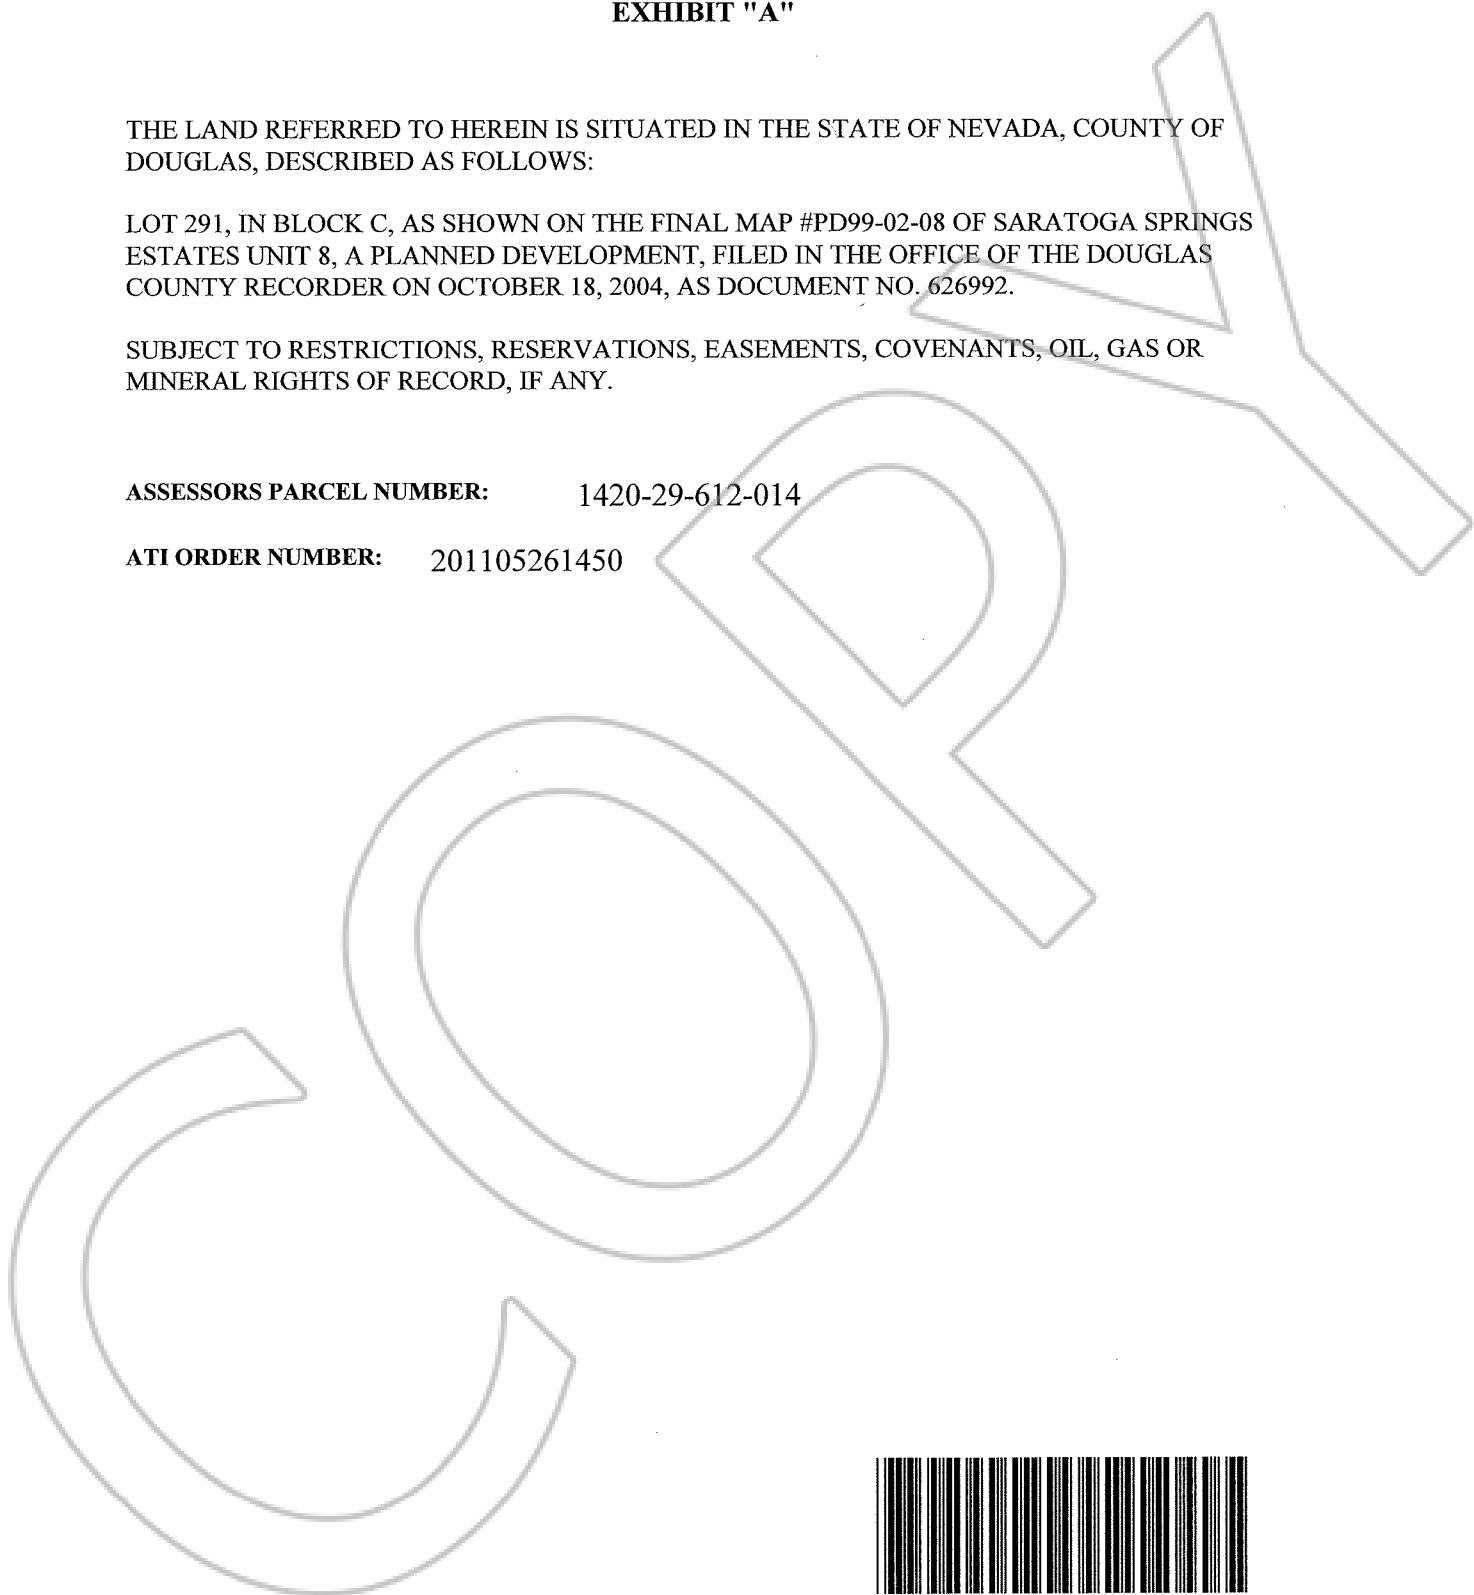 EXHIBIT "A"
THE LAND REFERRED TO HEREIN IS SITUATED IN THE STATE OF NEVADA, COUNTY OF
DOUGLAS, DESCRIBED AS FOLLOWS:
LOT 291, IN BLOCK C, AS SHOWN ON THE FINAL MAP #PD99-02-08 OF SARATOGA SPRINGS
ESTATES UNIT 8, A PLANNED DEVELOPMENT, FILED IN THE OFFICE OF THE DOUGLAS
COUNTY RECORDER ON OCTOBER 18, 2004, AS DOCUMENT NO. 626992.
SUBJECT TO RESTRICTIONS, RESERVATIONS, EASEMENTS, COVENANTS, OIL, GAS OR
MINERAL RIGHTS OF RECORD, IF ANY.
ASSESSORS PARCEL NUMBER: 1420-29-612-014
ATI ORDER NUMBER: 201105261450
COPY